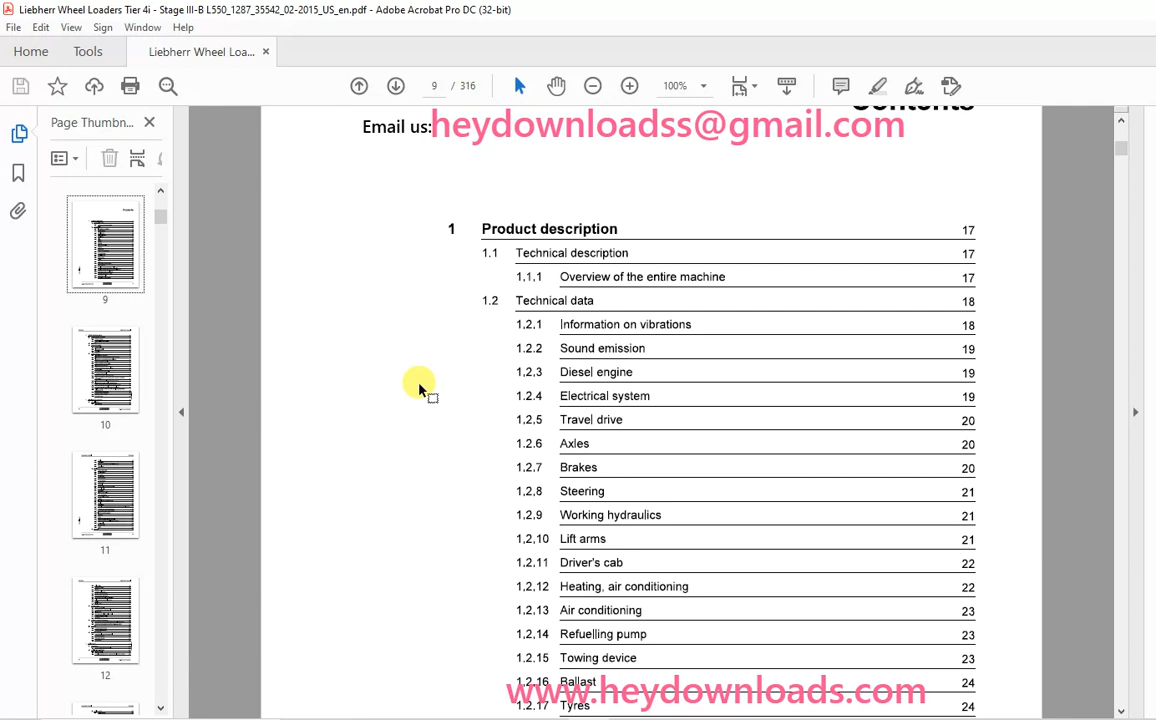 Liebherr Wheel Loaders Tier 4i - Stage III-B L550_1287_35542_02-2015_US_en.pdf - Adobe Acrobat Pro DC (32-bit)
File Edit View Sign Window Help
Home Tools Liebherr Wheel Loa... ×
9 / 316 100%
Page Thumbn...
9
10
11
12
Contents
Email us:heydownloadss@gmail.com
1 Product description 17
1.1 Technical description 17
1.1.1 Overview of the entire machine 17
1.2 Technical data 18
1.2.1 Information on vibrations 18
1.2.2 Sound emission 19
1.2.3 Diesel engine 19
1.2.4 Electrical system 19
1.2.5 Travel drive 20
1.2.6 Axles 20
1.2.7 Brakes 20
1.2.8 Steering 21
1.2.9 Working hydraulics 21
1.2.10 Lift arms 21
1.2.11 Driver's cab 22
1.2.12 Heating, air conditioning 22
1.2.13 Air conditioning 23
1.2.14 Refuelling pump 23
1.2.15 Towing device 23
1.2.16 Ballast 24
www.heydownloads.com
1.2.17 Tyres 24